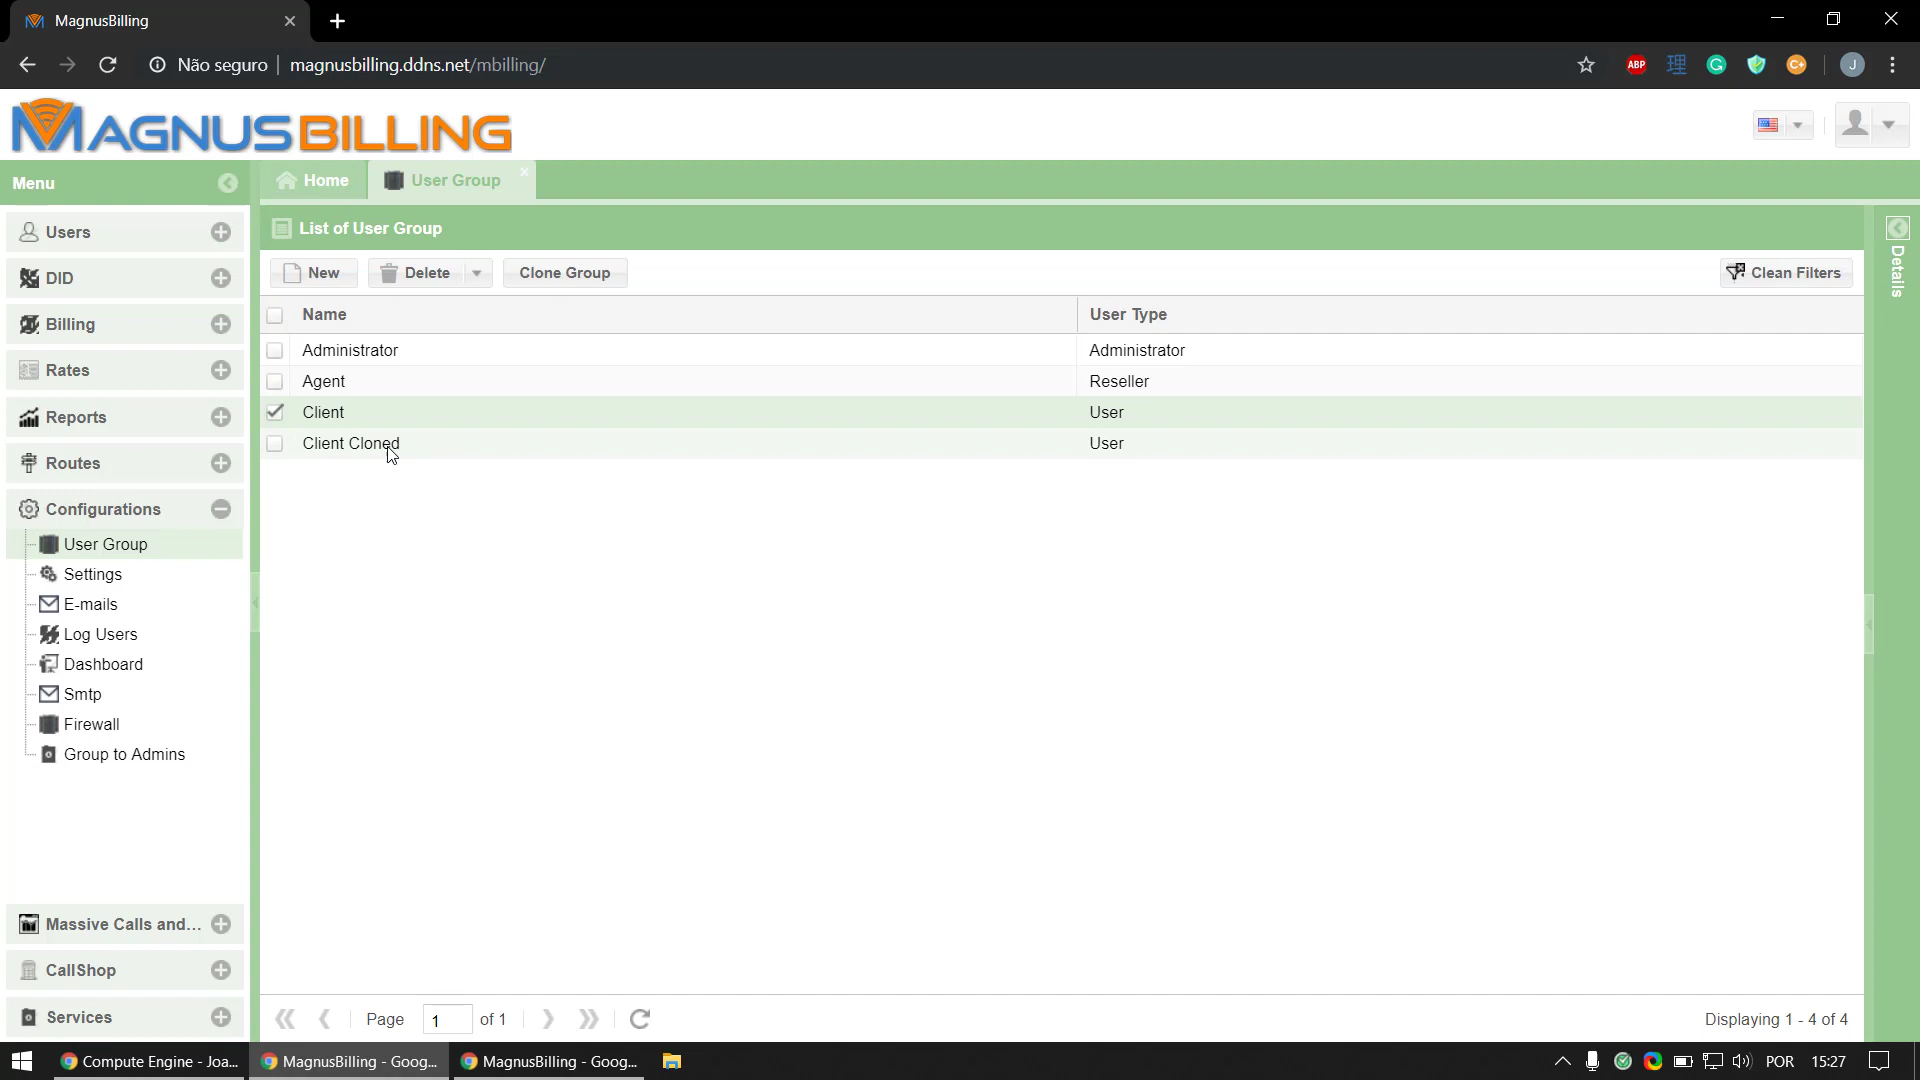 MagnusBilling
Não seguro magnusbilling.ddns.net/mbilling/
ABP
J
MAGNUSBILLING
Menu
Home
User Group
Users
DID
Billing
Rates
Reports
Routes
Configurations
User Group
Settings
E-mails
Log Users
Dashboard
Smtp
Firewall
Group to Admins
Massive Calls and...
CallShop
Services
List of User Group
New
Delete
Clone Group
Clean Filters
Name User Type
Administrator Administrator
Agent Reseller
Client User
Client Cloned User
Details
Page 1 of 1
Displaying 1 - 4 of 4
Compute Engine - Joa...
MagnusBilling - Goog...
MagnusBilling - Goog...
POR
15:27